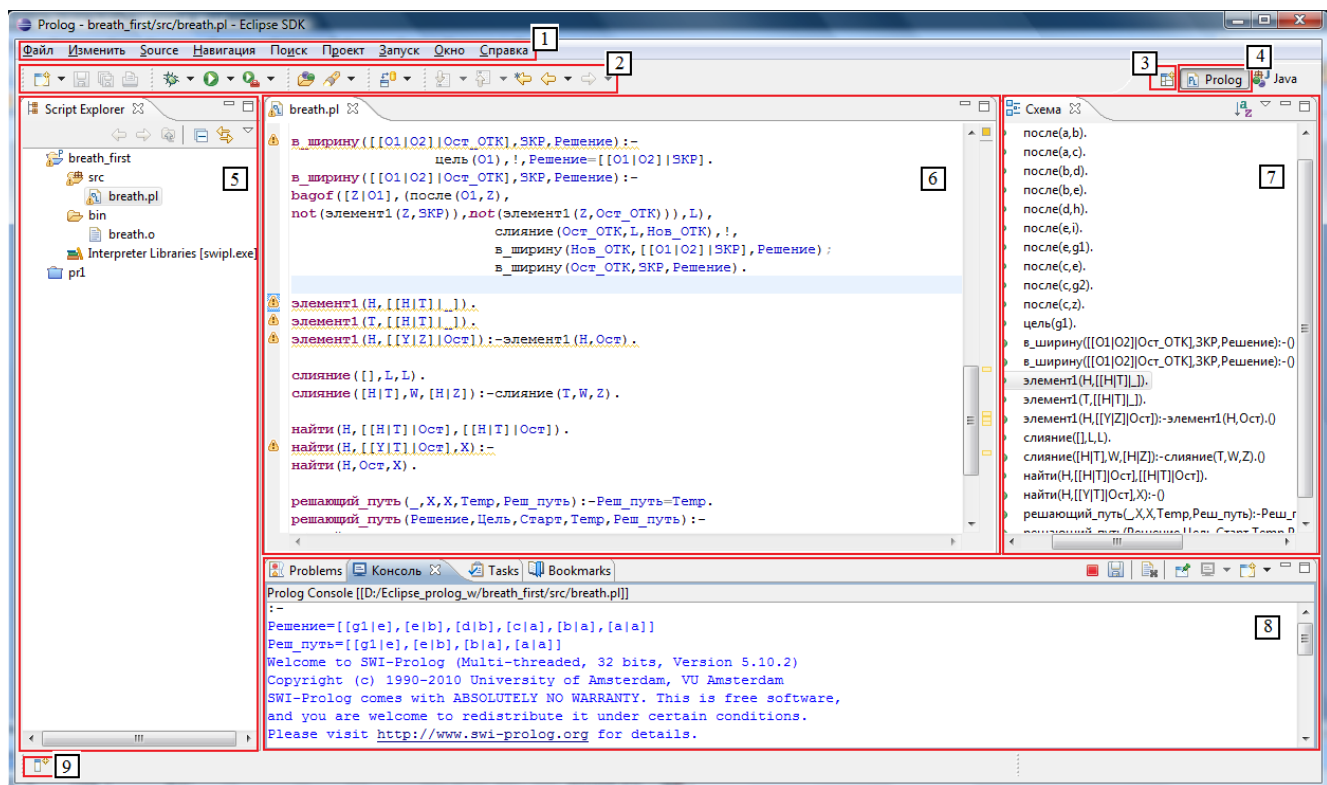 Prolog - breath_first/src/breath.pl - Eclipse SDK
Файл Изменить Source Навигация Поиск Проект Запуск Окно Справка
1
2
3
4
Prolog
Java
Script Explorer
breath_first
src
breath.pl
bin
breath.o
Interpreter Libraries [swipl.exe]
pr1
5
breath.pl
в_ширину([[O1|O2]|Ост_ОТК],ЗКР,Решение):-
цель(O1),!,Решение=[[O1|O2]|ЗКР].
в_ширину([[O1|O2]|Ост_ОТК],ЗКР,Решение):-
bagof([Z|O1],(после(O1,Z),
not(элемент1(Z,ЗКР)),not(элемент1(Z,Ост_ОТК))),L),
слияние(Ост_ОТК,L,Нов_ОТК),!,
в_ширину(Нов_ОТК,[[O1|O2]|ЗКР],Решение);
в_ширину(Ост_ОТК,ЗКР,Решение).
элемент1(H,[[H|T]|_]).
элемент1(T,[[H|T]|_]).
элемент1(H,[[Y|Z]|Ост]):-элемент1(H,Ост).
слияние([],L,L).
слияние([H|T],W,[H|Z]):-слияние(T,W,Z).
найти(H,[[H|T]|Ост],[[H|T]|Ост]).
найти(H,[[Y|T]|Ост],X):-
найти(H,Ост,X).
решающий_путь(_,X,X,Temp,Реш_путь):-Реш_путь=Temp.
решающий_путь(Решение,Цель,Старт,Temp,Реш_путь):-
6
Схема
после(a,b).
после(a,c).
после(b,d).
после(b,e).
после(d,h).
после(e,i).
после(e,g1).
после(c,e).
после(c,g2).
после(c,z).
цель(g1).
в_ширину([[O1|O2]|Ост_ОТК],ЗКР,Решение):-()
в_ширину([[O1|O2]|Ост_ОТК],ЗКР,Решение):-()
элемент1(H,[[H|T]|_]).
элемент1(T,[[H|T]|_]).
элемент1(H,[[Y|Z]|Ост]):-элемент1(H,Ост).()
слияние([],L,L).
слияние([H|T],W,[H|Z]):-слияние(T,W,Z).()
найти(H,[[H|T]|Ост],[[H|T]|Ост]).
найти(H,[[Y|T]|Ост],X):-()
решающий_путь(_,X,X,Temp,Реш_путь):-Реш_г
7
Problems Консоль Tasks Bookmarks
Prolog Console [[D:/Eclipse_prolog_w/breath_first/src/breath.pl]]
:-
Решение=[[g1|e],[e|b],[d|b],[c|a],[b|a],[a|a]]
Реш_путь=[[g1|e],[e|b],[b|a],[a|a]]
Welcome to SWI-Prolog (Multi-threaded, 32 bits, Version 5.10.2)
Copyright (c) 1990-2010 University of Amsterdam, VU Amsterdam
SWI-Prolog comes with ABSOLUTELY NO WARRANTY. This is free software,
and you are welcome to redistribute it under certain conditions.
Please visit http://www.swi-prolog.org for details.
8
9